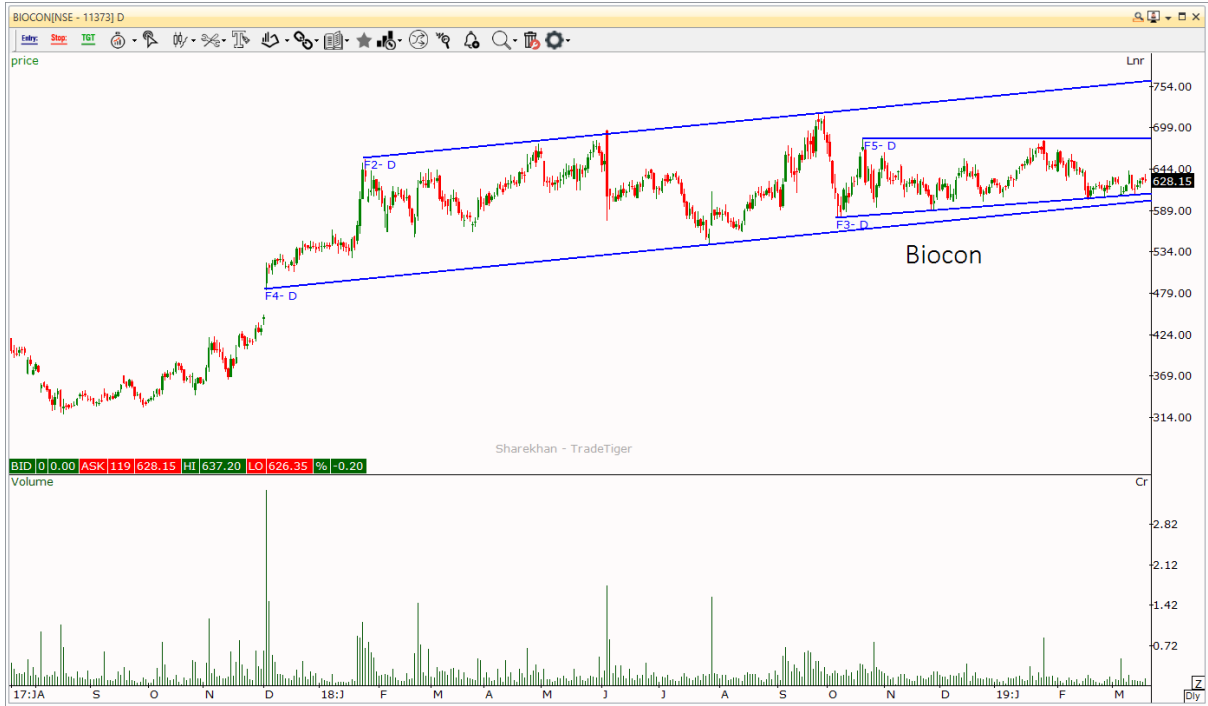 BIOCON[NSE - 11373] D
Entry: Stop: TGT
price Lnr
754.00
699.00
F2- D F5- D 644.00
628.15
589.00
F3- D
Biocon 534.00
F4- D 479.00
424.00
369.00
314.00
Sharekhan - TradeTiger
BID 0 0.00 ASK 119 628.15 HI 637.20 LO 626.35 % -0.20
Volume Cr
2.82
2.12
1.42
0.72
17:JA S O N D 18:J F M A M J J A S O N D 19:J F M Z
Dly